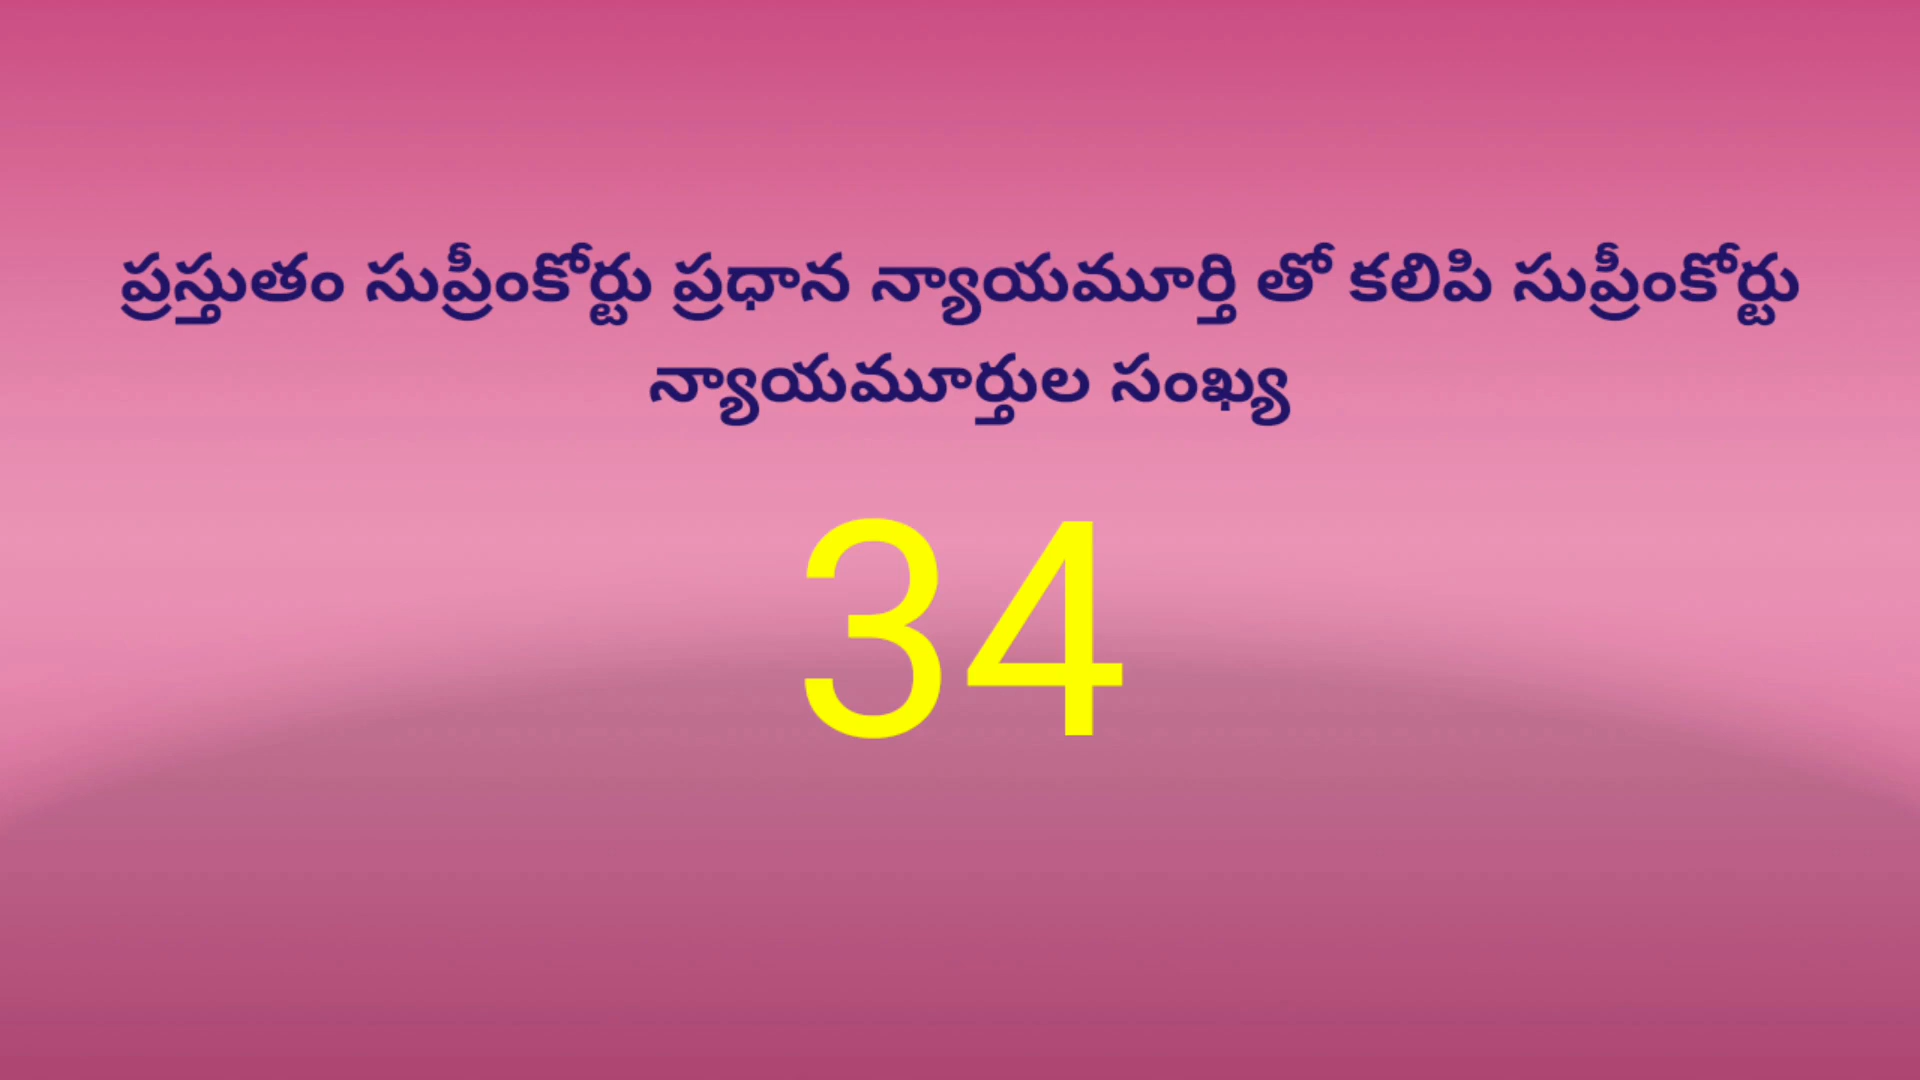 ప్రస్తుతం సుప్రీంకోర్టు ప్రధాన న్యాయమూర్తి తో కలిపి సుప్రీంకోర్టు
న్యాయమూర్తుల సంఖ్య
34